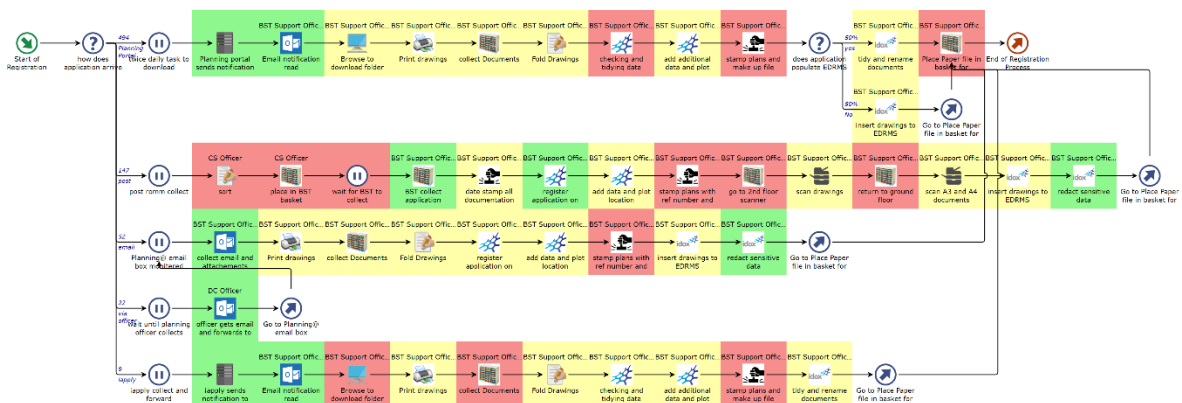 BST Support Offic... BST Support Offic... BST Support Offic... BST Support Offic... BST Support Offic... BST Support Offic... BST Support Offic... BST Support Offic... BST Support Offic... BST Support Offic...
494
Planning
Portal
50%
yes
Start of
Registration
how does
application arrive
twice daily task to
download
Planning portal
sends notification
Email notification
read
Browse to
download folder
Print drawings
collect Documents
Fold Drawings
checking and
tidying data
add additional
data and plot
stamp plans and
make up file
does application
populate EDRMS
tidy and rename
documents
Place Paper file in
basket for
End of Registration
Process
50%
No
BST Support Offic...
insert drawings to
EDRMS
Go to Place Paper
file in basket for
CS Officer CS Officer BST Support Offic... BST Support Offic... BST Support Offic... BST Support Offic... BST Support Offic... BST Support Offic... BST Support Offic... BST Support Offic... BST Support Offic... BST Support Offic... BST Support Offic...
147
post
post romm collect
sort
place in BST
basket
wait for BST to
collect
BST collect
application
date stamp all
documentation
register
application on
add data and plot
location
stamp plans with
ref number and
go to 2nd floor
scanner
scan drawings
return to ground
floor
scan A3 and A4
documents
insert drawings to
EDRMS
redact sensitive
data
Go to Place Paper
file in basket for
BST Support Offic... BST Support Offic... BST Support Offic... BST Support Offic... BST Support Offic... BST Support Offic... BST Support Offic... BST Support Offic... BST Support Offic...
52
email
Planning@ email
box monitered
collect email and
attachements
Print drawings
collect Documents
Fold Drawings
register
application on
add data and plot
location
stamp plans with
ref number and
insert drawings to
EDRMS
redact sensitive
data
Go to Place Paper
file in basket for
DC Officer
via
officer
wait until planning
officer collects
officer gets email
and forwards to
Go to Planning@
email box
BST Support Offic... BST Support Offic... BST Support Offic... BST Support Offic... BST Support Offic... BST Support Offic... BST Support Offic... BST Support Offic... BST Support Offic...
iapply
iapply collect and
forward
iapply sends
notification to
Email notification
read
Browse to
download folder
Print drawings
collect Documents
Fold Drawings
checking and
tidying data
add additional
data and plot
stamp plans and
make up file
tidy and rename
documents
Go to Place Paper
file in basket for